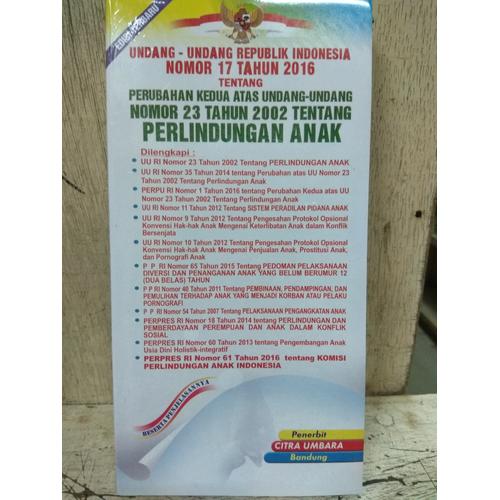 EDISI TERBARU
UNDANG - UNDANG REPUBLIK INDONESIA
NOMOR 17 TAHUN 2016
TENTANG
PERUBAHAN KEDUA ATAS UNDANG-UNDANG
NOMOR 23 TAHUN 2002 TENTANG
PERLINDUNGAN ANAK
Dilengkapi :
• UU RI Nomor 23 Tahun 2002 Tentang PERLINDUNGAN ANAK
• UU RI Nomor 35 Tahun 2014 tentang Perubahan atas UU Nomor 23
Tahun 2002 Tentang Perlindungan Anak
• PERPU RI Nomor 1 Tahun 2016 tentang Perubahan Kedua atas UU
Nomor 23 Tahun 2002 Tentang Perlindungan Anak
• UU RI Nomor 11 Tahun 2012 Tentang SISTEM PERADILAN PIDANA ANAK
• UU RI Nomor 9 Tahun 2012 Tentang Pengesahan Protokol Opsional
Konvensi Hak-hak Anak Mengenai Keterlibatan Anak dalam Konflik
Bersenjata
• UU RI Nomor 10 Tahun 2012 Tentang Pengesahan Protokol Opsional
Konvensi Hak-hak Anak Mengenai Penjualan Anak, Prostitusi Anak,
dan Pornografi Anak
• P P RI Nomor 65 Tahun 2015 Tentang PEDOMAN PELAKSANAAN
DIVERSI DAN PENANGANAN ANAK YANG BELUM BERUMUR 12
(DUA BELAS) TAHUN
• P P RI Nomor 40 Tahun 2011 Tentang PEMBINAAN, PENDAMPINGAN, DAN
PEMULIHAN TERHADAP ANAK YANG MENJADI KORBAN ATAU PELAKU
PORNOGRAFI
• P P RI Nomor 54 Tahun 2007 Tentang PELAKSANAAN PENGANGKATAN ANAK
• PERPRES RI Nomor 18 Tahun 2014 tentang PERLINDUNGAN DAN
PEMBERDAYAAN PEREMPUAN DAN ANAK DALAM KONFLIK
SOSIAL
• PERPRES RI Nomor 60 Tahun 2013 tentang Pengembangan Anak
Usia Dini Holistik-integratif
• PERPRES RI Nomor 61 Tahun 2016 tentang KOMISI
PERLINDUNGAN ANAK INDONESIA
BESERTA PENJELASANNYA
Penerbit
CITRA UMBARA
Bandung